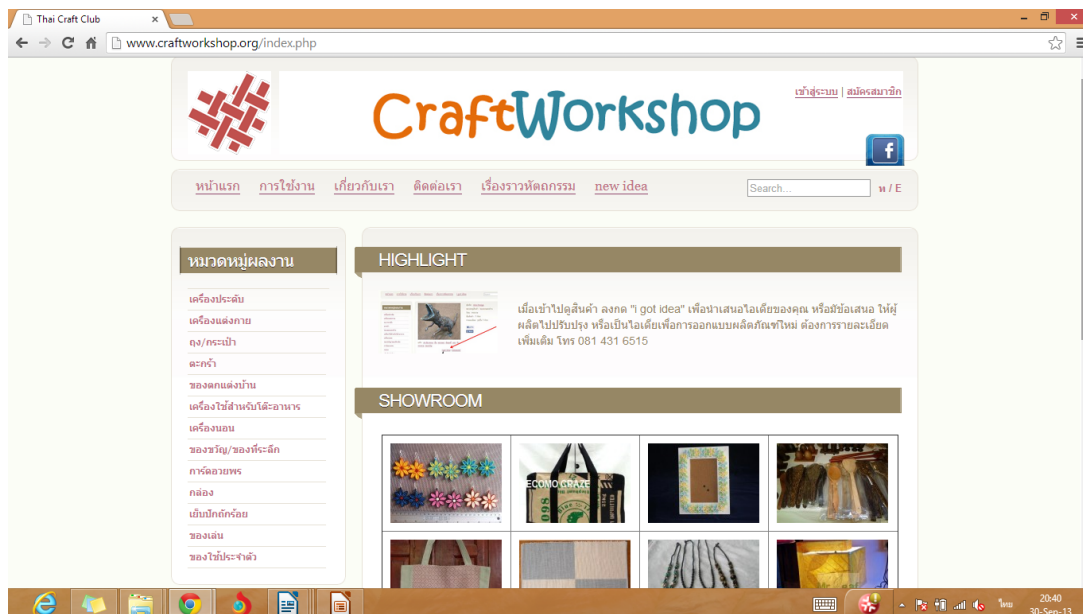 Thai Craft Club
www.craftworkshop.org/index.php
CraftWorkshop
เข้าสู่ระบบ | สมัครสมาชิก
f
หน้าแรก การใช้งาน เกี่ยวกับเรา ติดต่อเรา เรื่องราวหัตถกรรม new idea
Search...
ท / E
หมวดหมู่ผลงาน
เครื่องประดับ
เครื่องแต่งกาย
ถุง/กระเป๋า
ตะกร้า
ของตกแต่งบ้าน
เครื่องใช้สำหรับโต๊ะอาหาร
เครื่องนอน
ของขวัญ/ของที่ระลึก
การ์ดอวยพร
กล่อง
เย็บปักถักร้อย
ของเล่น
ของใช้ประจำตัว
HIGHLIGHT
เมื่อเข้าไปดูสินค้า ลงกด "i got idea" เพื่อนำเสนอไอเดียของคุณ หรือมีข้อเสนอ ให้ผู้
ผลิตไปปรับปรุง หรือเป็นไอเดียเพื่อการออกแบบผลิตภัณฑ์ใหม่ ต้องการรายละเอียด
เพิ่มเติม โทร 081 431 6515
SHOWROOM
ECOMO CRAZE
ไทย
20:40
30-Sep-13